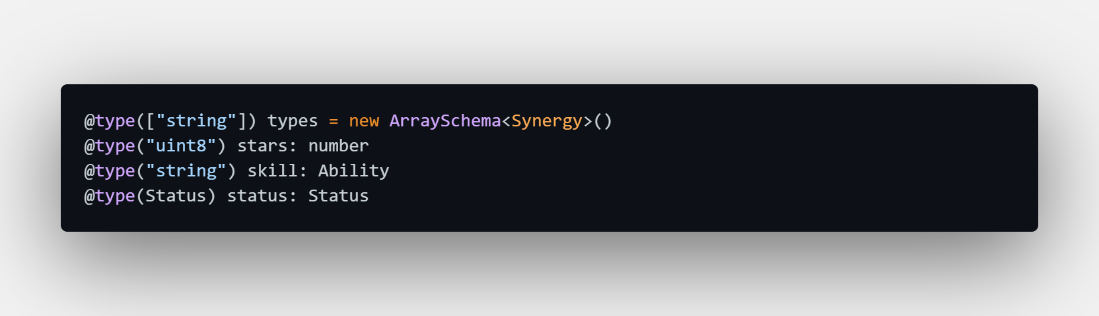 @type(["string"]) types = new ArraySchema<Synergy>()
@type("uint8") stars: number
@type("string") skill: Ability
@type(Status) status: Status